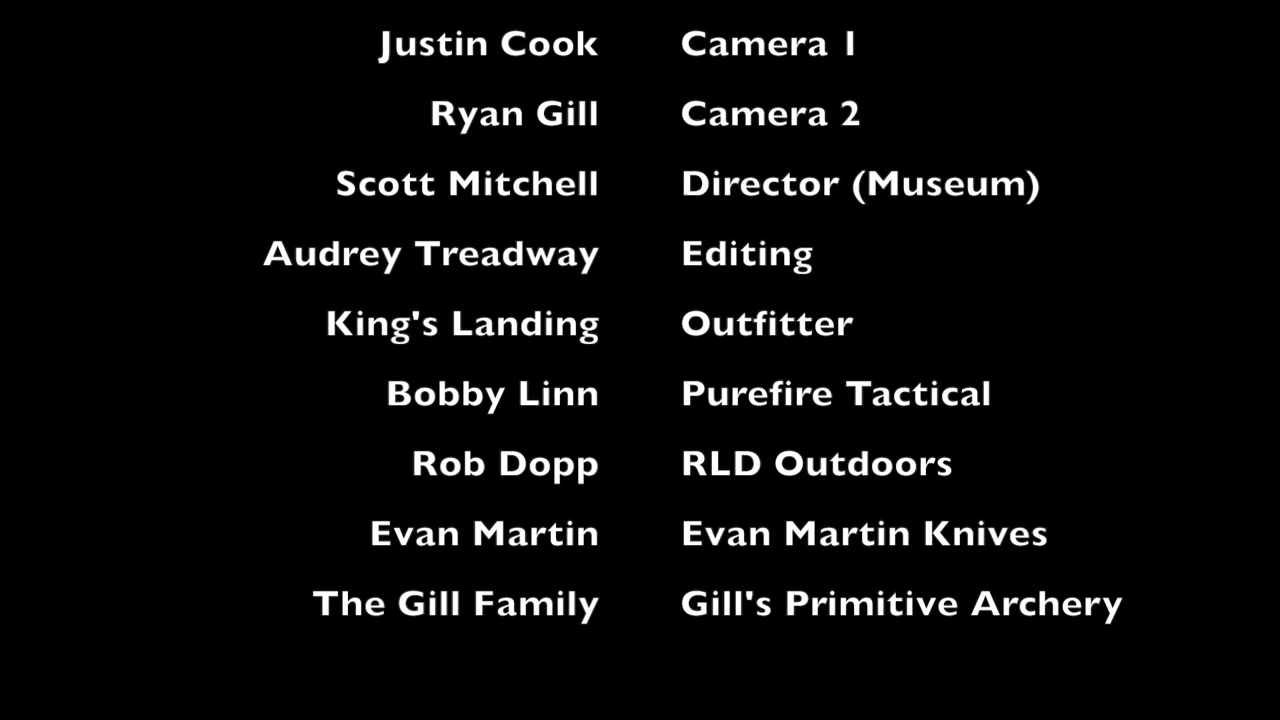 Justin Cook Camera 1
Ryan Gill Camera 2
Scott Mitchell Director (Museum)
Audrey Treadway Editing
King's Landing Outfitter
Bobby Linn Purefire Tactical
Rob Dopp RLD Outdoors
Evan Martin Evan Martin Knives
The Gill Family Gill's Primitive Archery